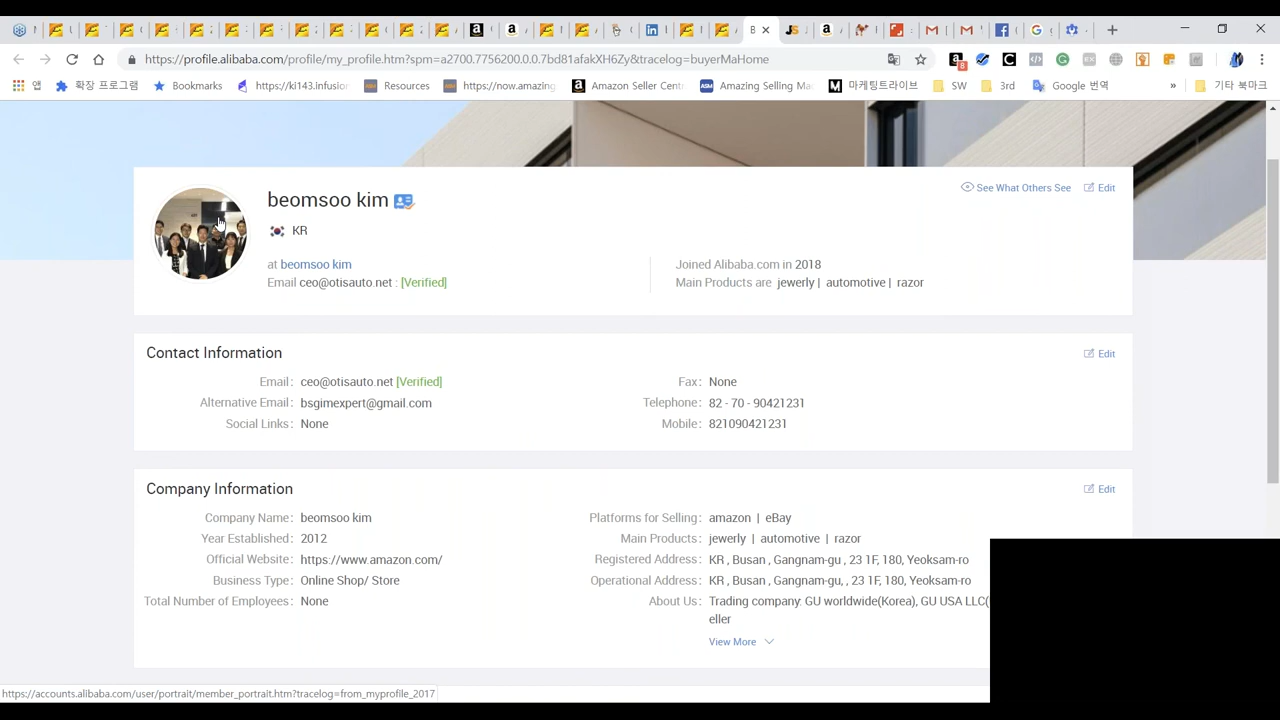 https://profile.alibaba.com/profile/my_profile.htm?spm=a2700.7756200.0.0.7bd81afakXH6Zy&tracelog=buyerMaHome
앱 확장 프로그램 Bookmarks https://ki143.infusion Resources https://now.amazing Amazon Seller Centr Amazing Selling Ma 마케팅트라이브 SW 3rd Google 번역 » 기타 북마크
beomsoo kim
See What Others See Edit
KR
at beomsoo kim
Joined Alibaba.com in 2018
Email ceo@otisauto.net : [Verified]
Main Products are jewerly | automotive | razor
Contact Information
Edit
Email : ceo@otisauto.net [Verified]
Fax : None
Alternative Email : bsgimexpert@gmail.com
Telephone : 82 - 70 - 90421231
Social Links : None
Mobile : 821090421231
Company Information
Edit
Company Name : beomsoo kim
Platforms for Selling : amazon | eBay
Year Established : 2012
Main Products : jewerly | automotive | razor
Official Website : https://www.amazon.com/
Registered Address : KR , Busan , Gangnam-gu , 23 1F, 180, Yeoksam-ro
Business Type : Online Shop/ Store
Operational Address : KR , Busan , Gangnam-gu, , 23 1F, 180, Yeoksam-ro
Total Number of Employees : None
About Us : Trading company: GU worldwide(Korea), GU USA LLC(
eller
View More
https://accounts.alibaba.com/user/portrait/member_portrait.htm?tracelog=from_myprofile_2017